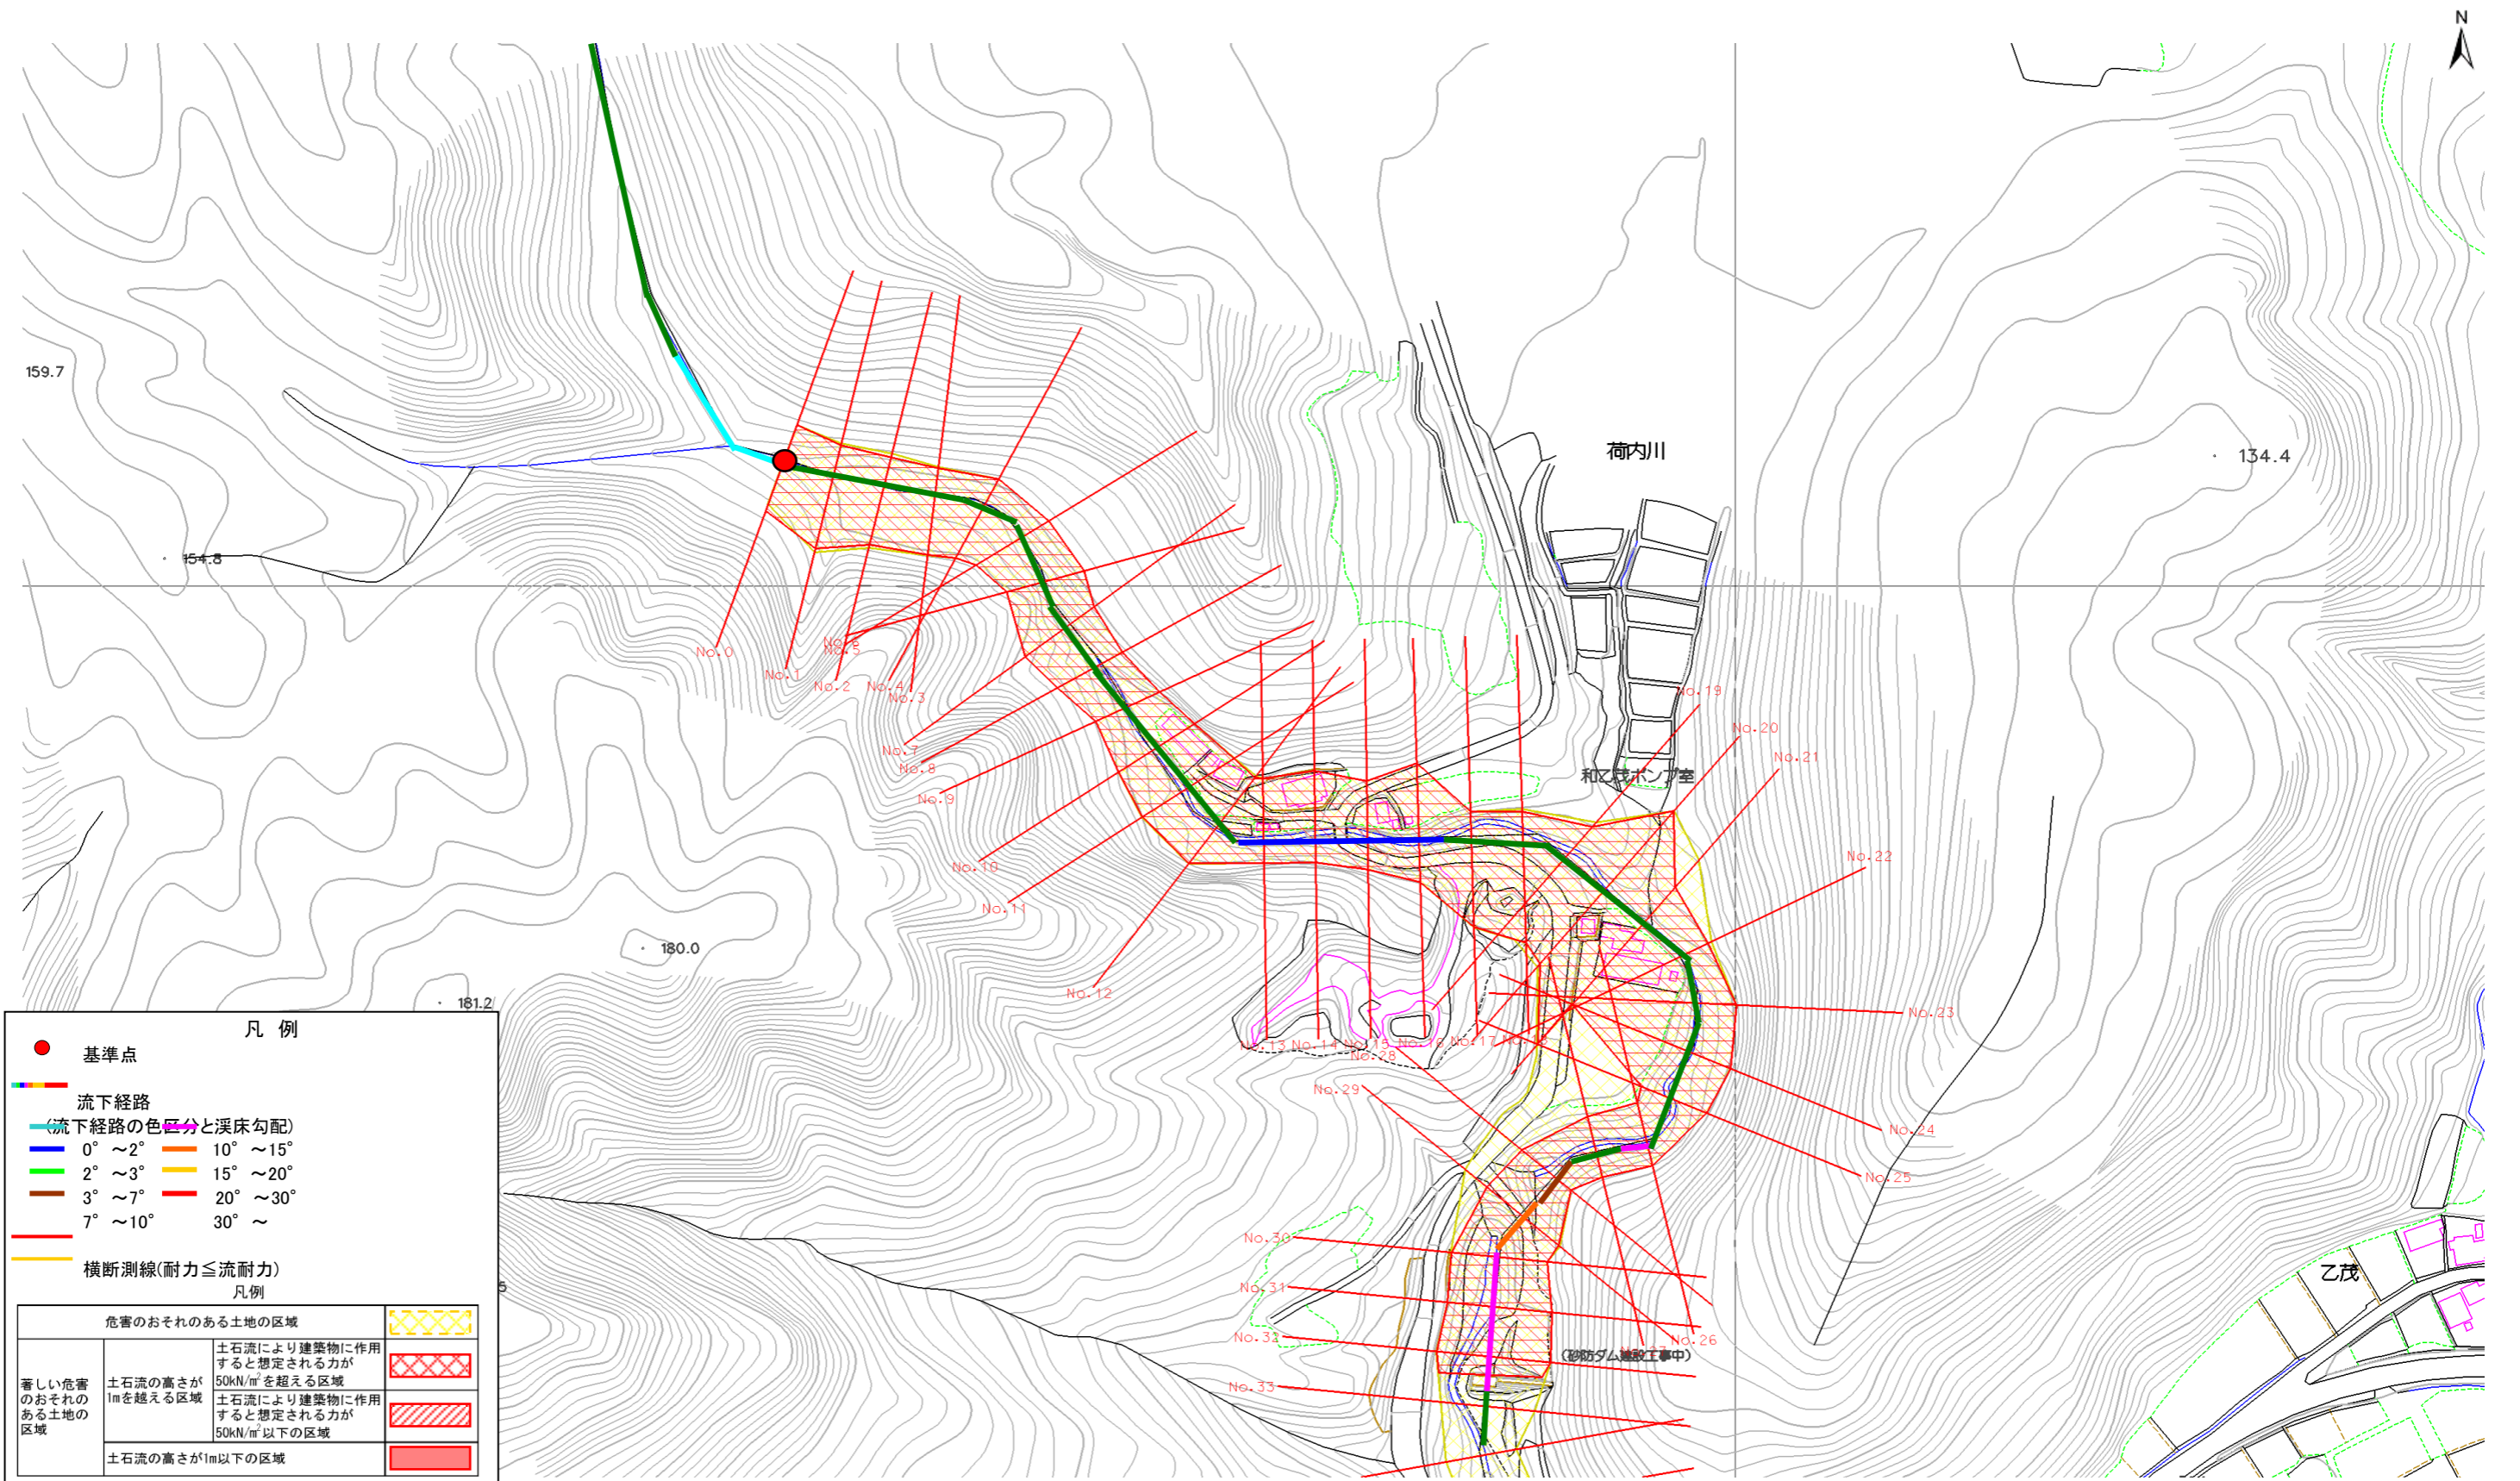 N
159.7
荷内川
134.4
154.8
No.0
No.1
No.2
No.3
No.4
No.5
No.6
No.7
No.8
No.9
No.10
No.11
No.12
No.13
No.14
No.15
No.16
No.17
No.18
No.19
No.20
No.21
和乙茂ポンプ室
No.22
No.23
No.24
No.25
No.26
No.27
No.28
No.29
No.30
No.31
No.32
No.33
180.0
181.2
5
乙茂
(砂防ダム建設工事中)
凡 例
基準点
流下経路
(流下経路の色区分と渓床勾配)
0° ～2° 10° ～15°
2° ～3° 15° ～20°
3° ～7° 20° ～30°
7° ～10° 30° ～
横断測線(耐力≦流耐力)
凡例
危害のおそれのある土地の区域
著しい危害
のおそれの
ある土地の
区域
土石流の高さが
1mを越える区域
土石流により建築物に作用
すると想定される力が
50kN/m²を超える区域
土石流により建築物に作用
すると想定される力が
50kN/m²以下の区域
土石流の高さが1m以下の区域